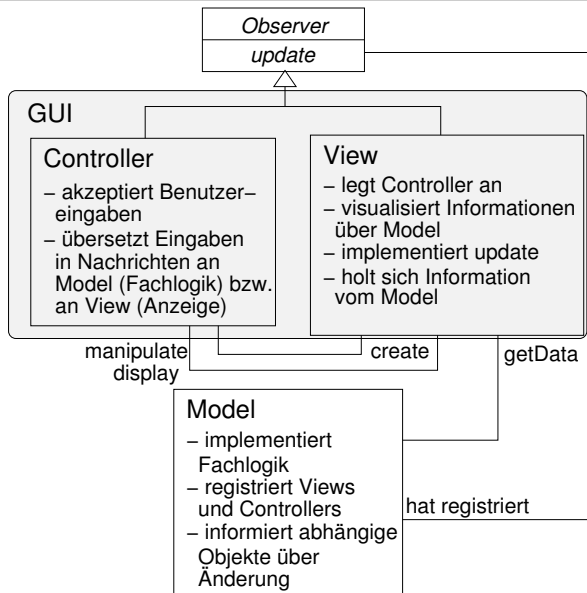 Observer
update
GUI
Controller
– akzeptiert Benutzer–
eingaben
– übersetzt Eingaben
in Nachrichten an
Model (Fachlogik) bzw.
an View (Anzeige)
View
– legt Controller an
– visualisiert Informationen
über Model
– implementiert update
– holt sich Information
vom Model
manipulate
display
create
getData
Model
– implementiert
Fachlogik
– registriert Views
und Controllers
– informiert abhängige
Objekte über
Änderung
hat registriert